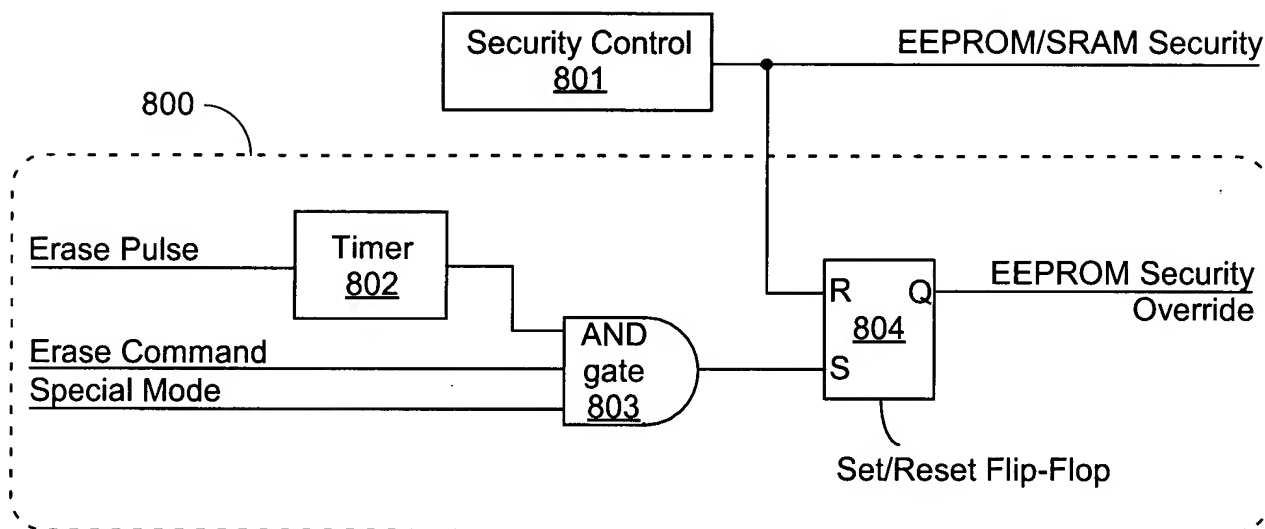 Security Control
801
EEPROM/SRAM Security
800
Erase Pulse
Timer
802
Erase Command
Special Mode
AND
gate
803
R Q
804
S
EEPROM Security
Override
Set/Reset Flip-Flop